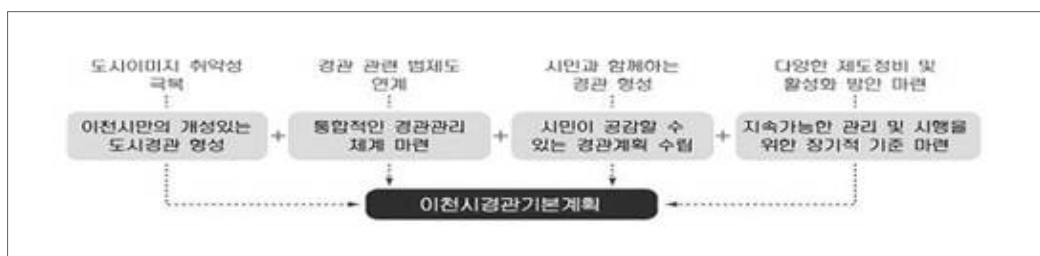 도시이미지 취약성
극복
경관 관련 법제도
연계
시민과 함께하는
경관 형성
다양한 제도정비 및
활성화 방안 마련
이천시만의 개성있는
도시경관 형성
+
통합적인 경관관리
체계 마련
+
시민이 공감할 수
있는 경관계획 수립
+
지속가능한 관리 및 시행을
위한 장기적 기준 마련
이천시경관기본계획